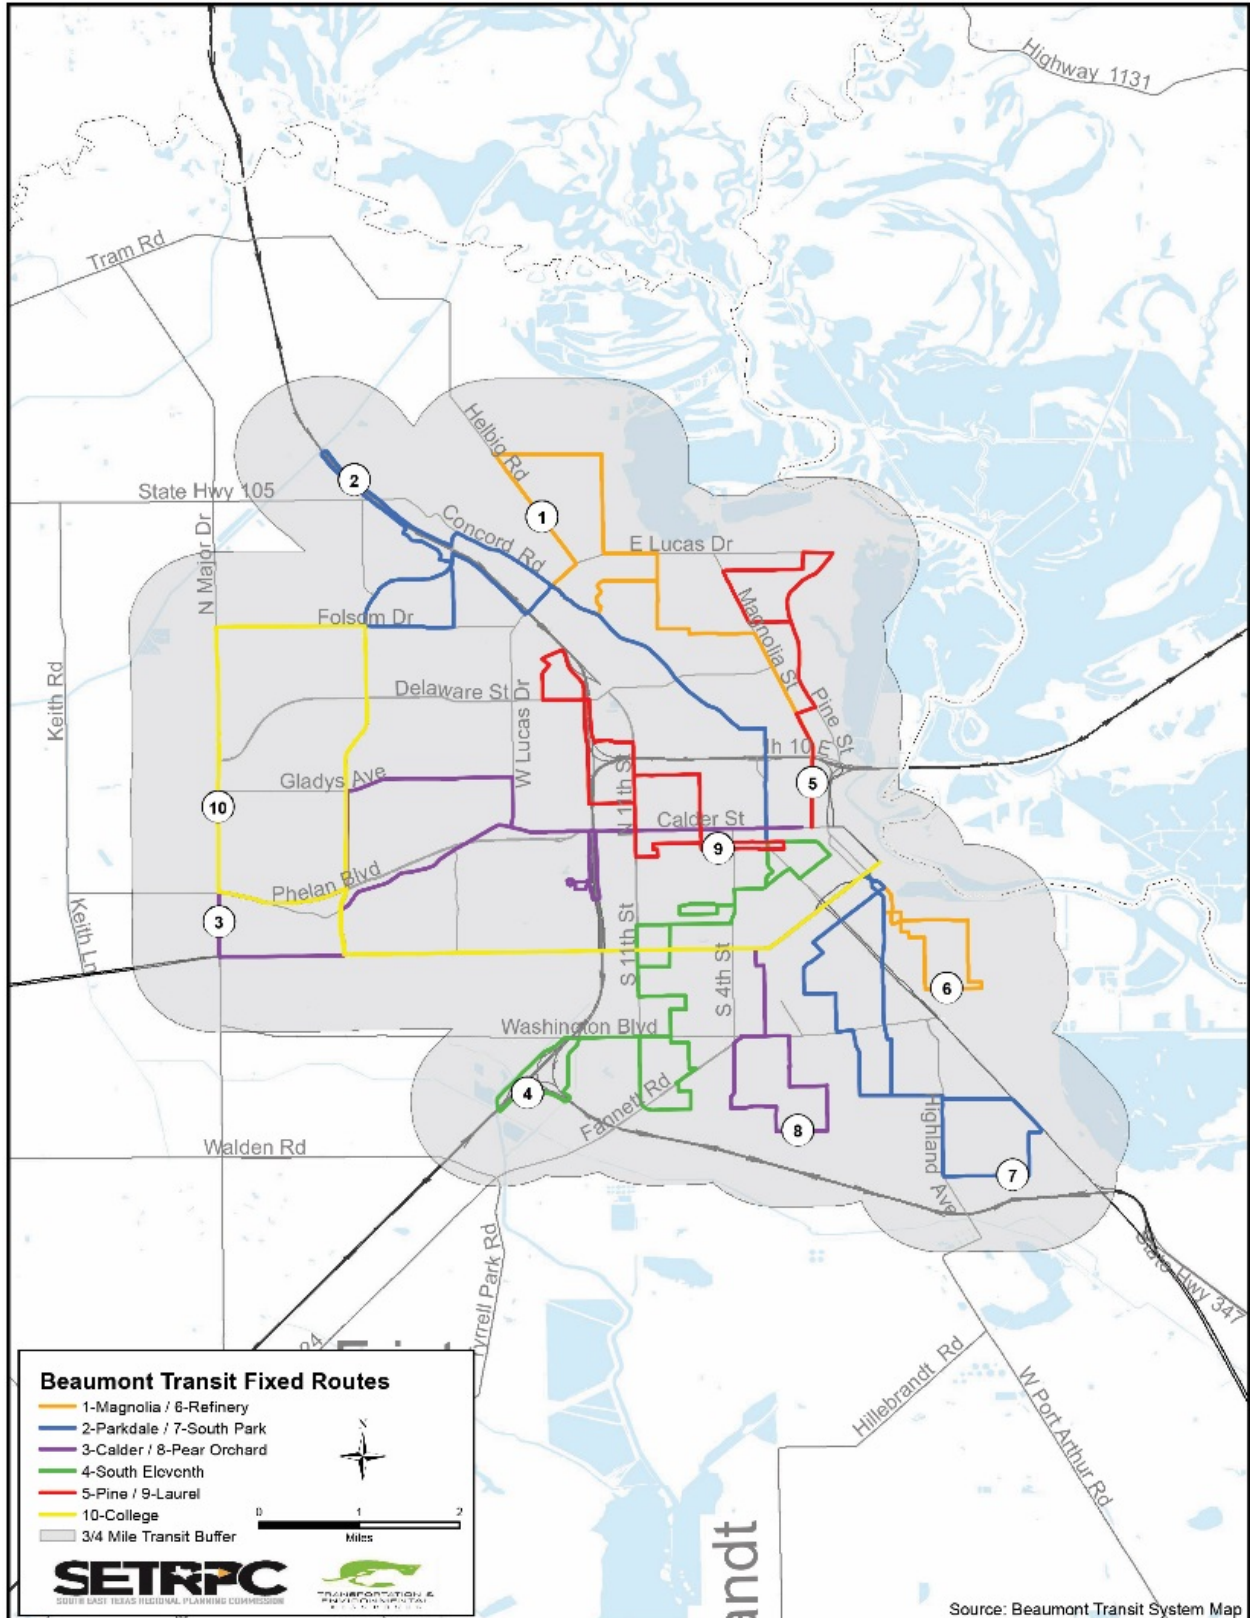 Highway 1131
Tram Rd
Helbig Rd
2
State Hwy 105
1
Concord Rd
E Lucas Dr
N Major Dr
Magnolia St
Folsom Dr
Keith Rd
Delaware St
W Lucas Dr
Pine St
Ih 10 E
Gladys Ave
N 11th St
5
10
Calder St
9
Phelan Blvd
3
Keith Ln
S 11th St
S 4th St
6
Washington Blvd
4
Fannett Rd
Highland Ave
8
Walden Rd
7
Tyrrell Park Rd
State Hwy 347
Hillebrandt Rd
W Port Arthur Rd
andt
Beaumont Transit Fixed Routes
1-Magnolia / 6-Refinery
2-Parkdale / 7-South Park
3-Calder / 8-Pear Orchard
4-South Eleventh
5-Pine / 9-Laurel
10-College
3/4 Mile Transit Buffer
N
0 1 2
Miles
SETRPC
SOUTH EAST TEXAS REGIONAL PLANNING COMMISSION
TRANSPORTATION &
ENVIRONMENTAL
Source: Beaumont Transit System Map